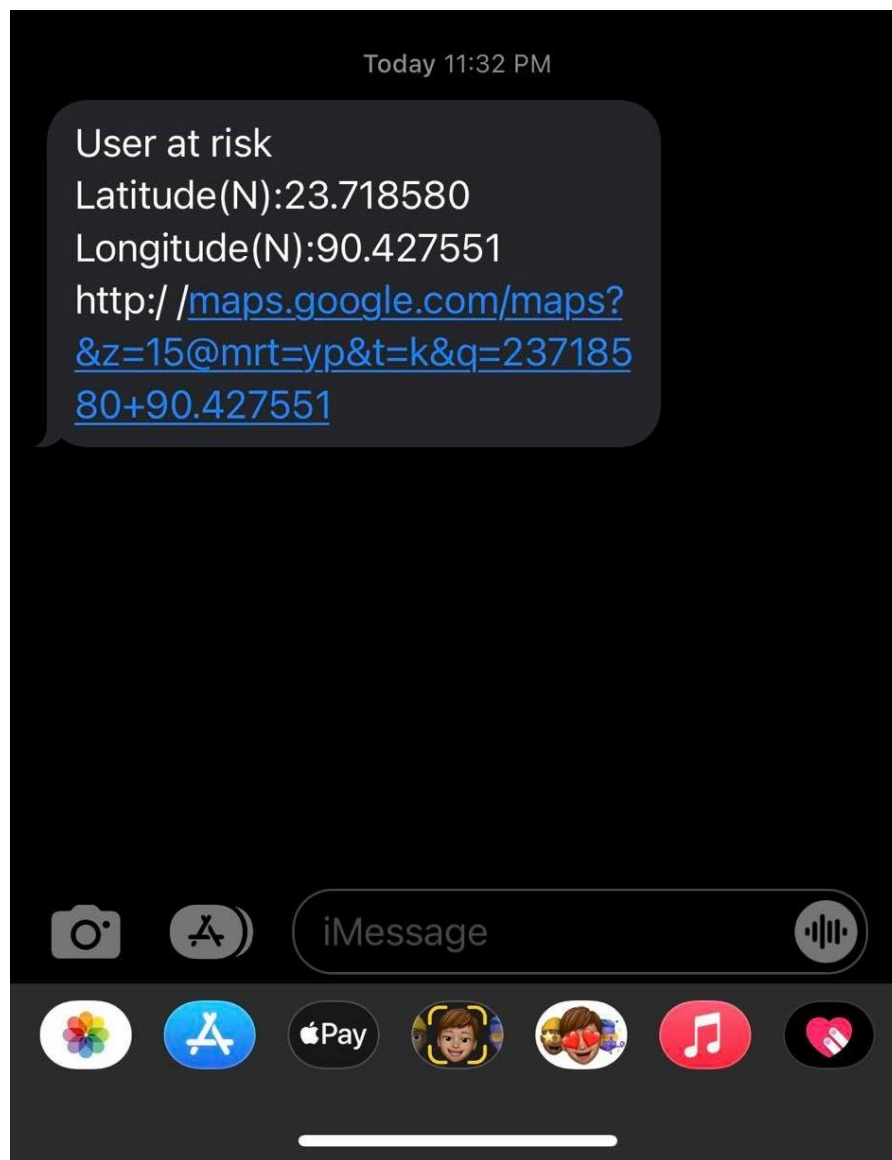 Today 11:32 PM
User at risk
Latitude(N):23.718580
Longitude(N):90.427551
http:/ /maps.google.com/maps?
&z=15@mrt=yp&t=k&q=237185
80+90.427551
iMessage
Pay